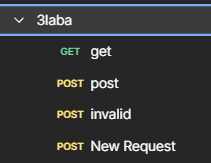 3laba
GET get
POST post
POST invalid
POST New Request